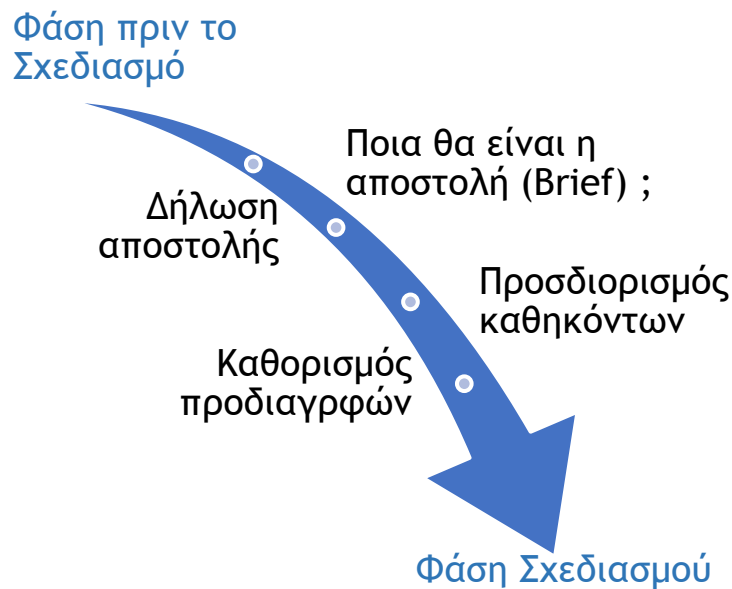 Φάση πριν το
Σχεδιασμό
Ποια θα είναι η
αποστολή (Brief) ;
Δήλωση
αποστολής
Προσδιορισμός
καθηκόντων
Καθορισμός
προδιαγρφών
Φάση Σχεδιασμού